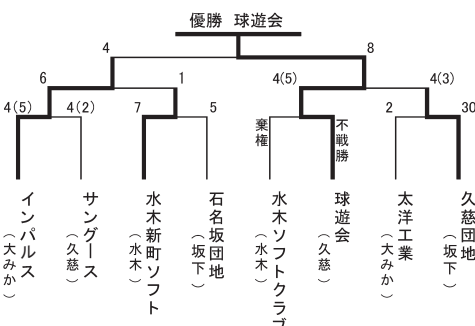 優勝 球遊会
4
8
6
1
4(5)
4(3)
4(5)
4(2)
7
5
棄権
不戦勝
2
30
インパルス
(大みか)
サングース
(久慈)
水木新町ソフト
(水木)
石名坂団地
(坂下)
水木ソフトクラブ
(水木)
球遊会
(久慈)
太洋工業
(大みか)
久慈団地
(坂下)